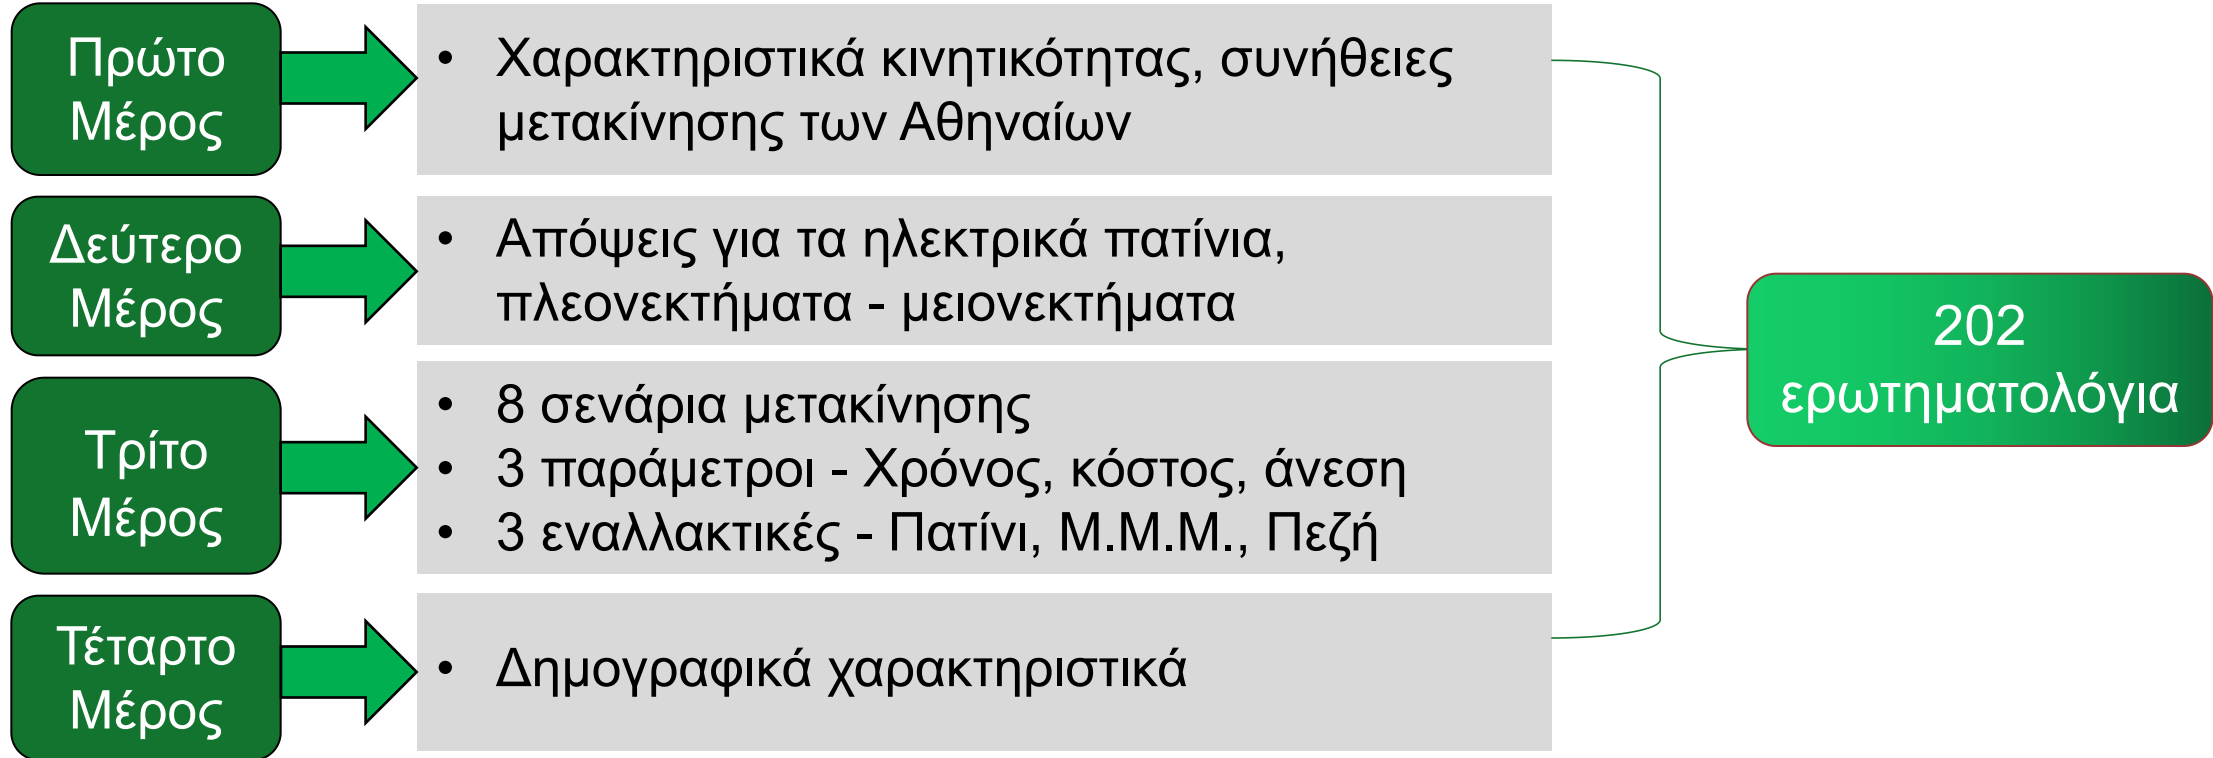 Πρώτο
Μέρος
• Χαρακτηριστικά κινητικότητας, συνήθειες
μετακίνησης των Αθηναίων
Δεύτερο
Μέρος
• Απόψεις για τα ηλεκτρικά πατίνια,
πλεονεκτήματα - μειονεκτήματα
Τρίτο
Μέρος
• 8 σενάρια μετακίνησης
• 3 παράμετροι - Χρόνος, κόστος, άνεση
• 3 εναλλακτικές - Πατίνι, Μ.Μ.Μ., Πεζή
Τέταρτο
Μέρος
• Δημογραφικά χαρακτηριστικά
202
ερωτηματολόγια